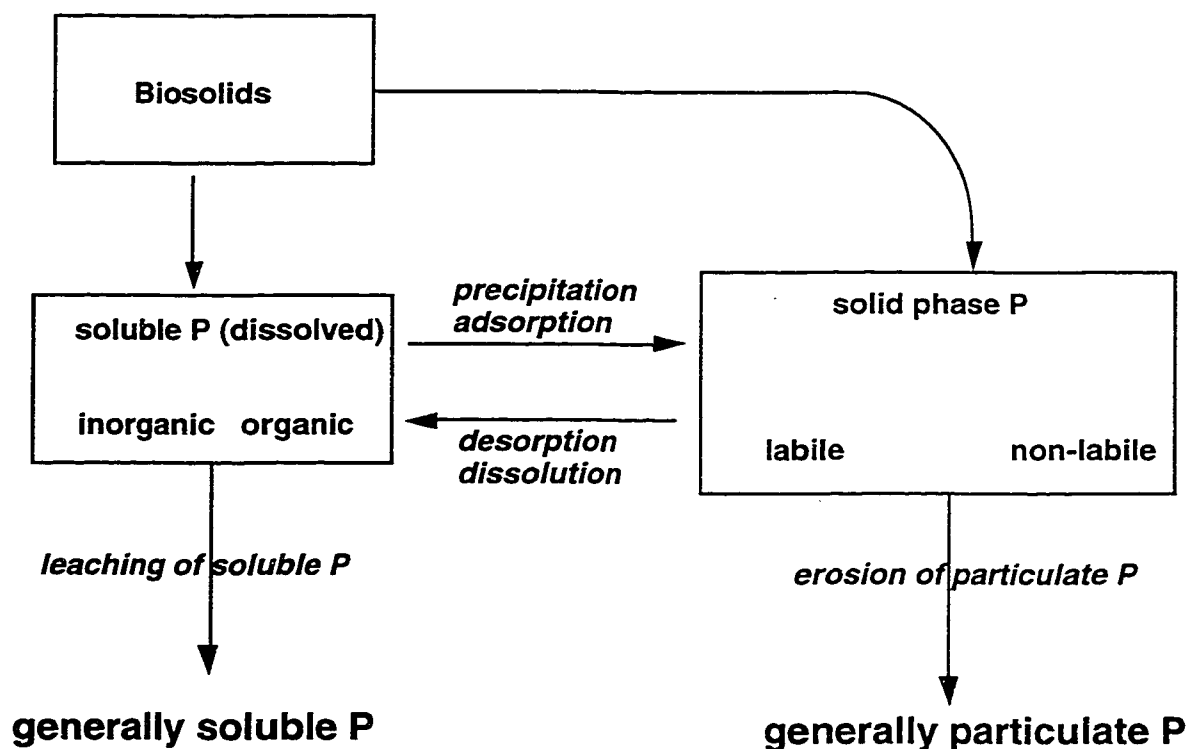 Biosolids
soluble P (dissolved)
inorganic organic
precipitation
adsorption
desorption
dissolution
solid phase P
labile non-labile
leaching of soluble P
erosion of particulate P
generally soluble P
generally particulate P